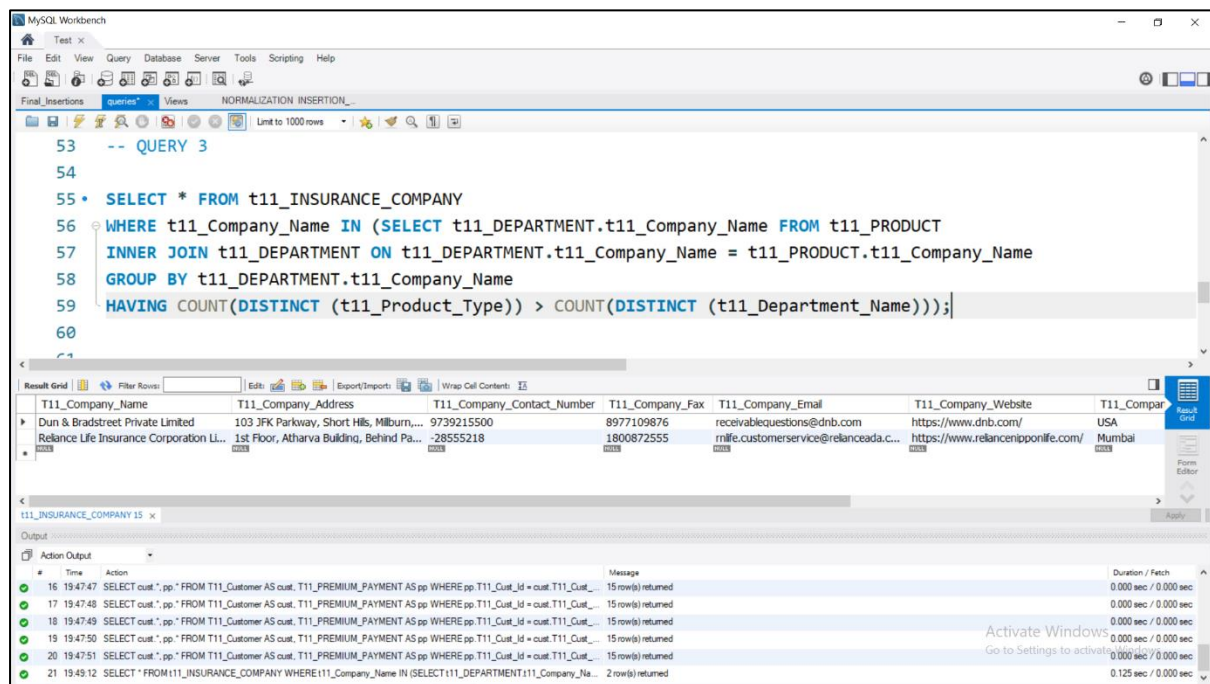 MySQL Workbench
Test ×
File Edit View Query Database Server Tools Scripting Help
Final_Insertions queries* × Views NORMALIZATION INSERTION_...
Limit to 1000 rows
53 -- QUERY 3
54
55 SELECT * FROM t11_INSURANCE_COMPANY
56 WHERE t11_Company_Name IN (SELECT t11_DEPARTMENT.t11_Company_Name FROM t11_PRODUCT
57 INNER JOIN t11_DEPARTMENT ON t11_DEPARTMENT.t11_Company_Name = t11_PRODUCT.t11_Company_Name
58 GROUP BY t11_DEPARTMENT.t11_Company_Name
59 HAVING COUNT(DISTINCT (t11_Product_Type)) > COUNT(DISTINCT (t11_Department_Name)));
60
61
Result Grid Filter Rows: Edit: Export/Import: Wrap Cell Content:
T11_Company_Name T11_Company_Address T11_Company_Contact_Number T11_Company_Fax T11_Company_Email T11_Company_Website T11_Compar
Dun & Bradstreet Private Limited 103 JFK Parkway, Short Hills, Milburn,... 9739215500 8977109876 receivablequestions@dnb.com https://www.dnb.com/ USA
Reliance Life Insurance Corporation Li... 1st Floor, Atharva Building, Behind Pa... -28555218 1800872555 rnlife.customerservice@relianceada.c... https://www.reliancenipponlife.com/ Mumbai
NULL NULL NULL NULL NULL NULL NULL
Result Grid
Form Editor
t11_INSURANCE_COMPANY 15 ×
Apply
Output
Action Output
# Time Action Message Duration / Fetch
16 19:47:47 SELECT cust.*, pp.* FROM T11_Customer AS cust, T11_PREMIUM_PAYMENT AS pp WHERE pp.T11_Cust_Id = cust.T11_Cust_... 15 row(s) returned 0.000 sec / 0.000 sec
17 19:47:48 SELECT cust.*, pp.* FROM T11_Customer AS cust, T11_PREMIUM_PAYMENT AS pp WHERE pp.T11_Cust_Id = cust.T11_Cust_... 15 row(s) returned 0.000 sec / 0.000 sec
18 19:47:49 SELECT cust.*, pp.* FROM T11_Customer AS cust, T11_PREMIUM_PAYMENT AS pp WHERE pp.T11_Cust_Id = cust.T11_Cust_... 15 row(s) returned 0.000 sec / 0.000 sec
19 19:47:50 SELECT cust.*, pp.* FROM T11_Customer AS cust, T11_PREMIUM_PAYMENT AS pp WHERE pp.T11_Cust_Id = cust.T11_Cust_... 15 row(s) returned 0.000 sec / 0.000 sec
20 19:47:51 SELECT cust.*, pp.* FROM T11_Customer AS cust, T11_PREMIUM_PAYMENT AS pp WHERE pp.T11_Cust_Id = cust.T11_Cust_... 15 row(s) returned 0.000 sec / 0.000 sec
21 19:49:12 SELECT * FROM t11_INSURANCE_COMPANY WHERE t11_Company_Name IN (SELECT t11_DEPARTMENT.t11_Company_Na... 2 row(s) returned 0.125 sec / 0.000 sec
Activate Windows
Go to Settings to activate Windows.